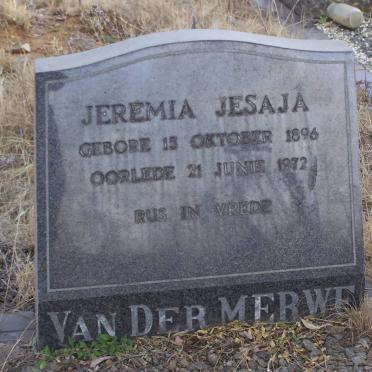 JEREMIA JESAJA
GEBORE 15 OKTOBER 1896
OORLEDE 21 JUNIE 1972
RUS IN VREDE
VAN DER MERWE